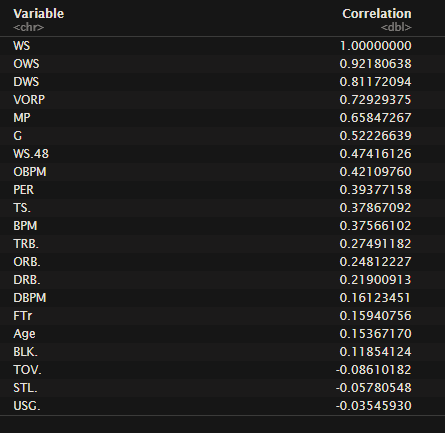 Variable Correlation
<chr> <dbl>
WS 1.00000000
OWS 0.92180638
DWS 0.81172094
VORP 0.72929375
MP 0.65847267
G 0.52226639
WS.48 0.47416126
OBPM 0.42109760
PER 0.39377158
TS. 0.37867092
BPM 0.37566102
TRB. 0.27491182
ORB. 0.24812227
DRB. 0.21900913
DBPM 0.16123451
FTr 0.15940756
Age 0.15367170
BLK. 0.11854124
TOV. -0.08610182
STL. -0.05780548
USG. -0.03545930